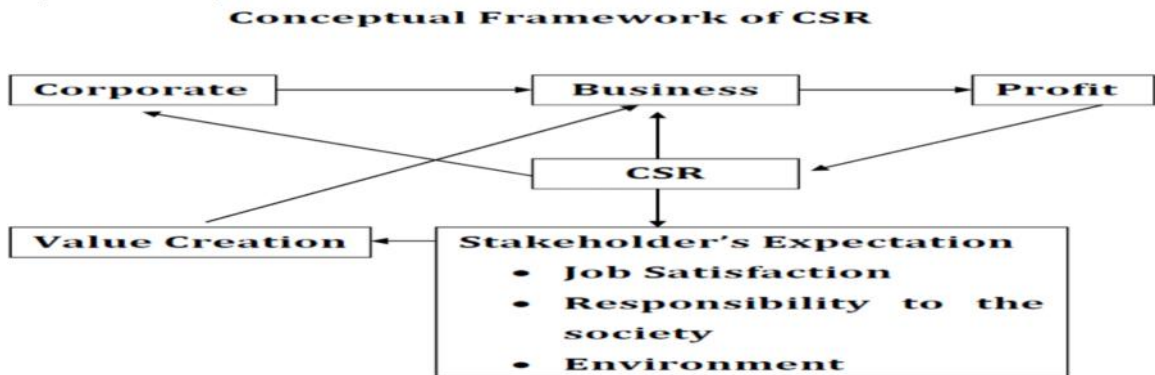 Conceptual Framework of CSR
Corporate
Business
Profit
CSR
Value Creation
Stakeholder's Expectation
• Job Satisfaction
• Responsibility to the
society
• Environment